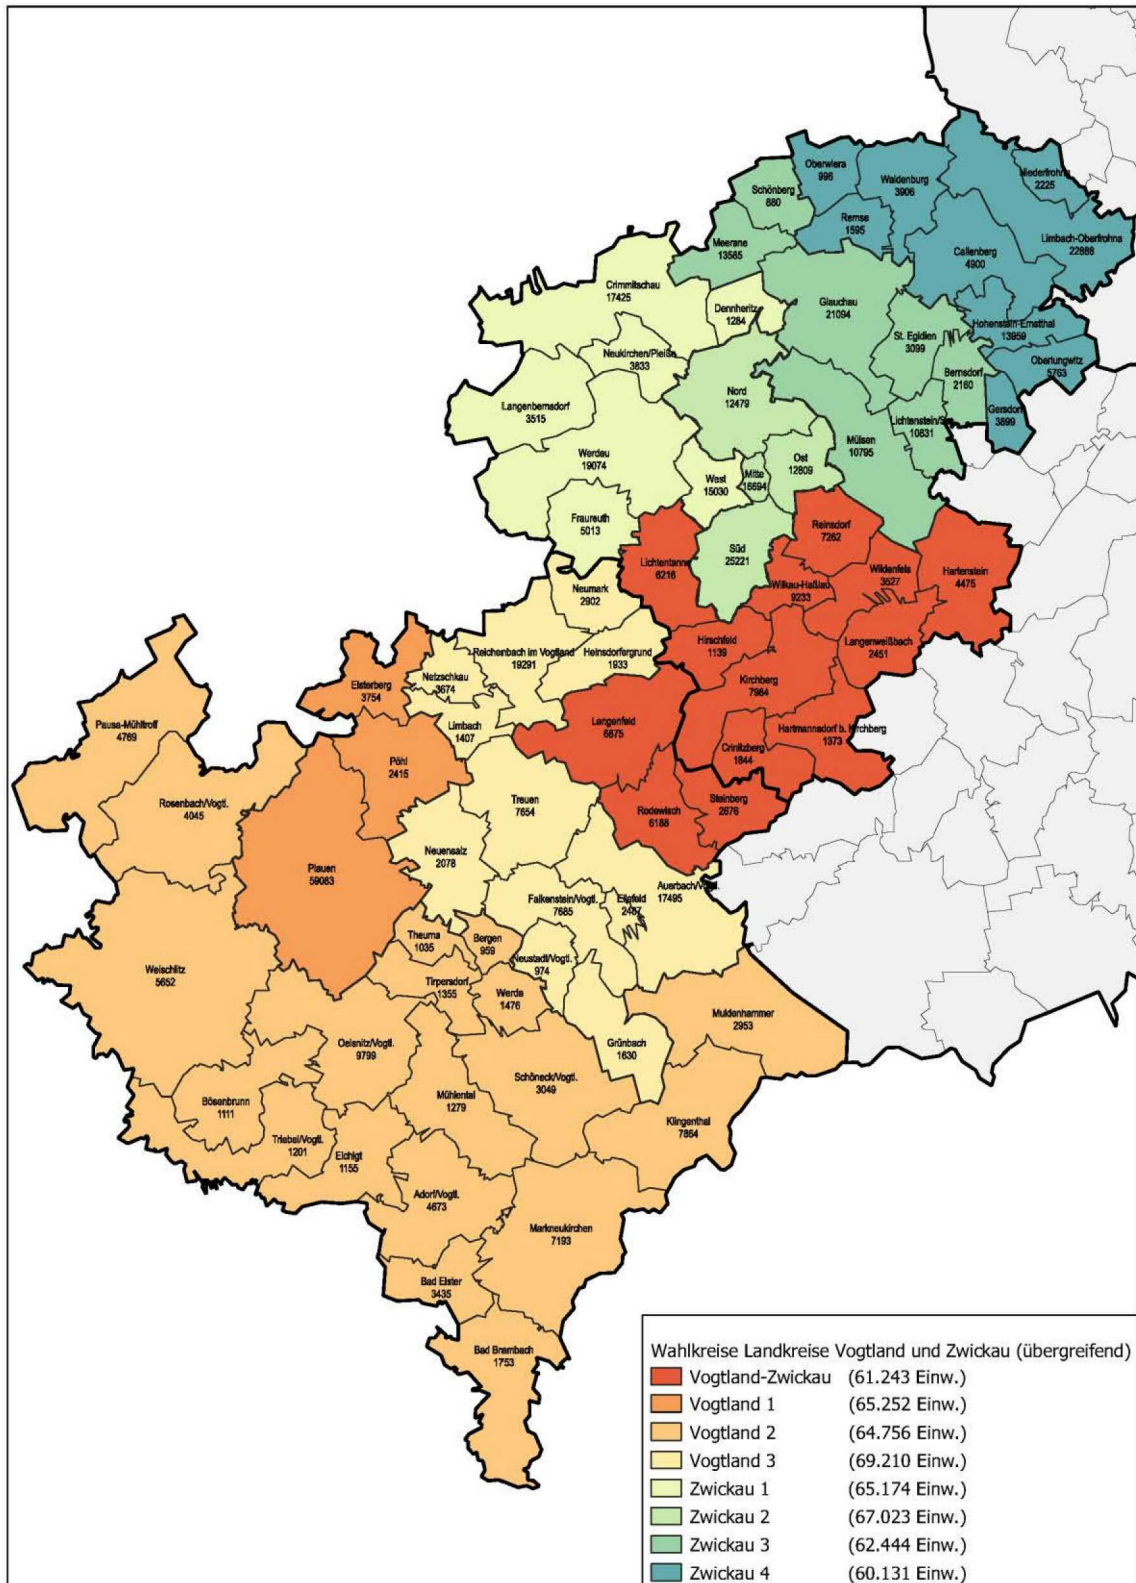 Oberwiera
996
Waldenburg
3906
Niederfrohna
2225
Schönberg
880
Remse
1595
Limbach-Oberfrohna
22888
Meerane
13585
Callenberg
4900
Crimmitschau
17425
Dennheritz
1284
Glauchau
21094
Hohenstein-Ernstthal
13959
St. Egidien
3099
Neukirchen/Pleiße
3833
Oberlungwitz
5763
Bernsdorf
2160
Nord
12479
Langenbernsdorf
3515
Gersdorf
3899
Lichtenstein/Sa.
10831
Mülsen
10795
Werdau
19074
Ost
12809
West
15030
Mitte
Fraureuth
5013
Reinsdorf
7262
Süd
25221
Lichtentanne
6216
Wildenfels
3527
Hartenstein
4475
Wilkau-Haßlau
9233
Neumark
2902
Hirschfeld
1139
Langenweißbach
2451
Reichenbach im Vogtland
19291
Heinsdorfergrund
1933
Netzschkau
3674
Elsterberg
3754
Kirchberg
7984
Lengenfeld
6875
Pausa-Mühltroff
4769
Limbach
1407
Hartmannsdorf b. Kirchberg
1373
Crinitzberg
1844
Pöhl
2415
Rosenbach/Vogtl.
4045
Treuen
7654
Steinberg
2676
Rodewisch
6188
Neuensalz
2078
Plauen
59083
Auerbach/Vogtl.
17495
Falkenstein/Vogtl.
7685
Ellefeld
Theuma
1035
Bergen
959
Neustadt/Vogtl.
974
Weischlitz
5652
Tirpersdorf
1355
Werda
1476
Muldenhammer
2953
Oelsnitz/Vogtl.
9799
Grünbach
1630
Schöneck/Vogtl.
3049
Mühlental
1279
Bösenbrunn
1111
Klingenthal
7864
Triebel/Vogtl.
1201
Eichigt
1155
Adorf/Vogtl.
4673
Markneukirchen
7193
Bad Elster
3435
Bad Brambach
1753
Wahlkreise Landkreise Vogtland und Zwickau (übergreifend)
Vogtland-Zwickau (61.243 Einw.)
Vogtland 1 (65.252 Einw.)
Vogtland 2 (64.756 Einw.)
Vogtland 3 (69.210 Einw.)
Zwickau 1 (65.174 Einw.)
Zwickau 2 (67.023 Einw.)
Zwickau 3 (62.444 Einw.)
Zwickau 4 (60.131 Einw.)